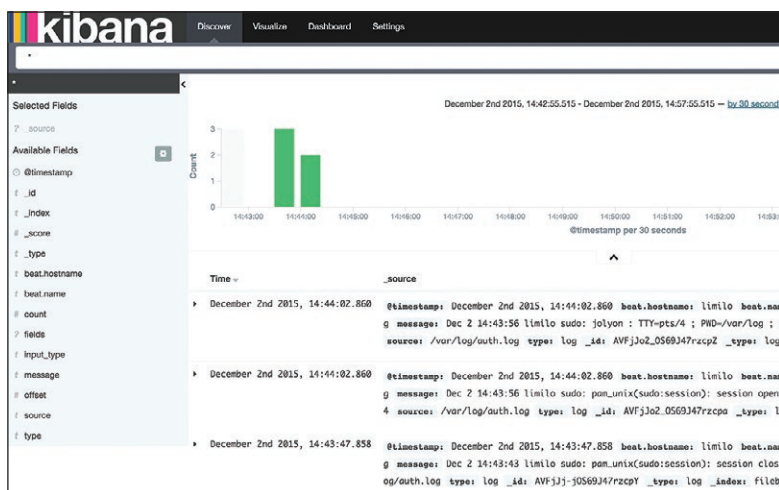 kibana
Discover Visualize Dashboard Settings
*
*
Selected Fields
? _source
Available Fields
@timestamp
t _id
t _index
# _score
t _type
t beat.hostname
t beat.name
# count
? fields
t input_type
t message
# offset
t source
t type
December 2nd 2015, 14:42:55.515 - December 2nd 2015, 14:57:55.515 — by 30 second
Count
3
2
1
0
14:43:00 14:44:00 14:45:00 14:46:00 14:47:00 14:48:00 14:49:00 14:50:00 14:51:00 14:52:00 14:53:
@timestamp per 30 seconds
Time _source
December 2nd 2015, 14:44:02.860 @timestamp: December 2nd 2015, 14:44:02.860 beat.hostname: limilo beat.na
g message: Dec 2 14:43:56 limilo sudo: jolyon : TTY=pts/4 ; PWD=/var/log ;
source: /var/log/auth.log type: log _id: AVFjJo2_OS69J47rzcpZ _type: log
December 2nd 2015, 14:44:02.860 @timestamp: December 2nd 2015, 14:44:02.860 beat.hostname: limilo beat.na
g message: Dec 2 14:43:56 limilo sudo: pam_unix(sudo:session): session open
4 source: /var/log/auth.log type: log _id: AVFjJo2_OS69J47rzcpa _type: l
December 2nd 2015, 14:43:47.858 @timestamp: December 2nd 2015, 14:43:47.858 beat.hostname: limilo beat.na
g message: Dec 2 14:43:43 limilo sudo: pam_unix(sudo:session): session clos
og/auth.log type: log _id: AVFjJj-jOS69J47rzcpY _type: log _index: fileb